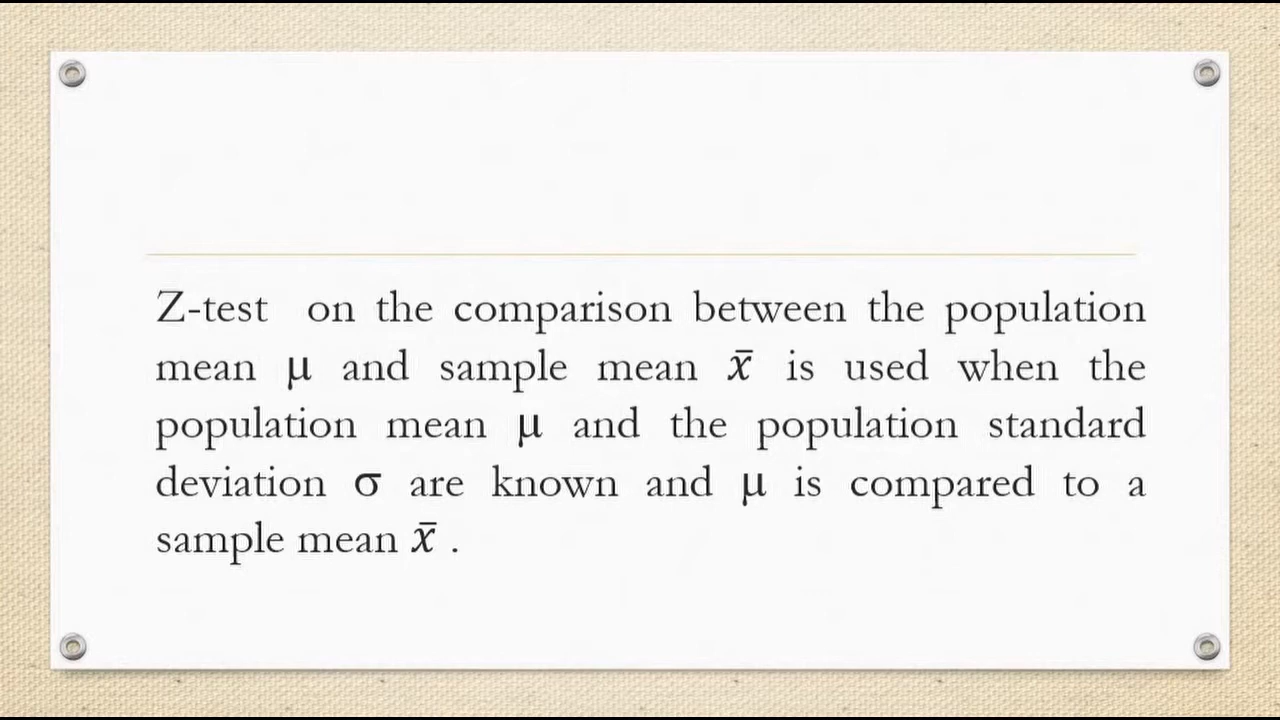 Z-test on the comparison between the population
mean μ and sample mean x̄ is used when the
population mean μ and the population standard
deviation σ are known and μ is compared to a
sample mean x̄ .